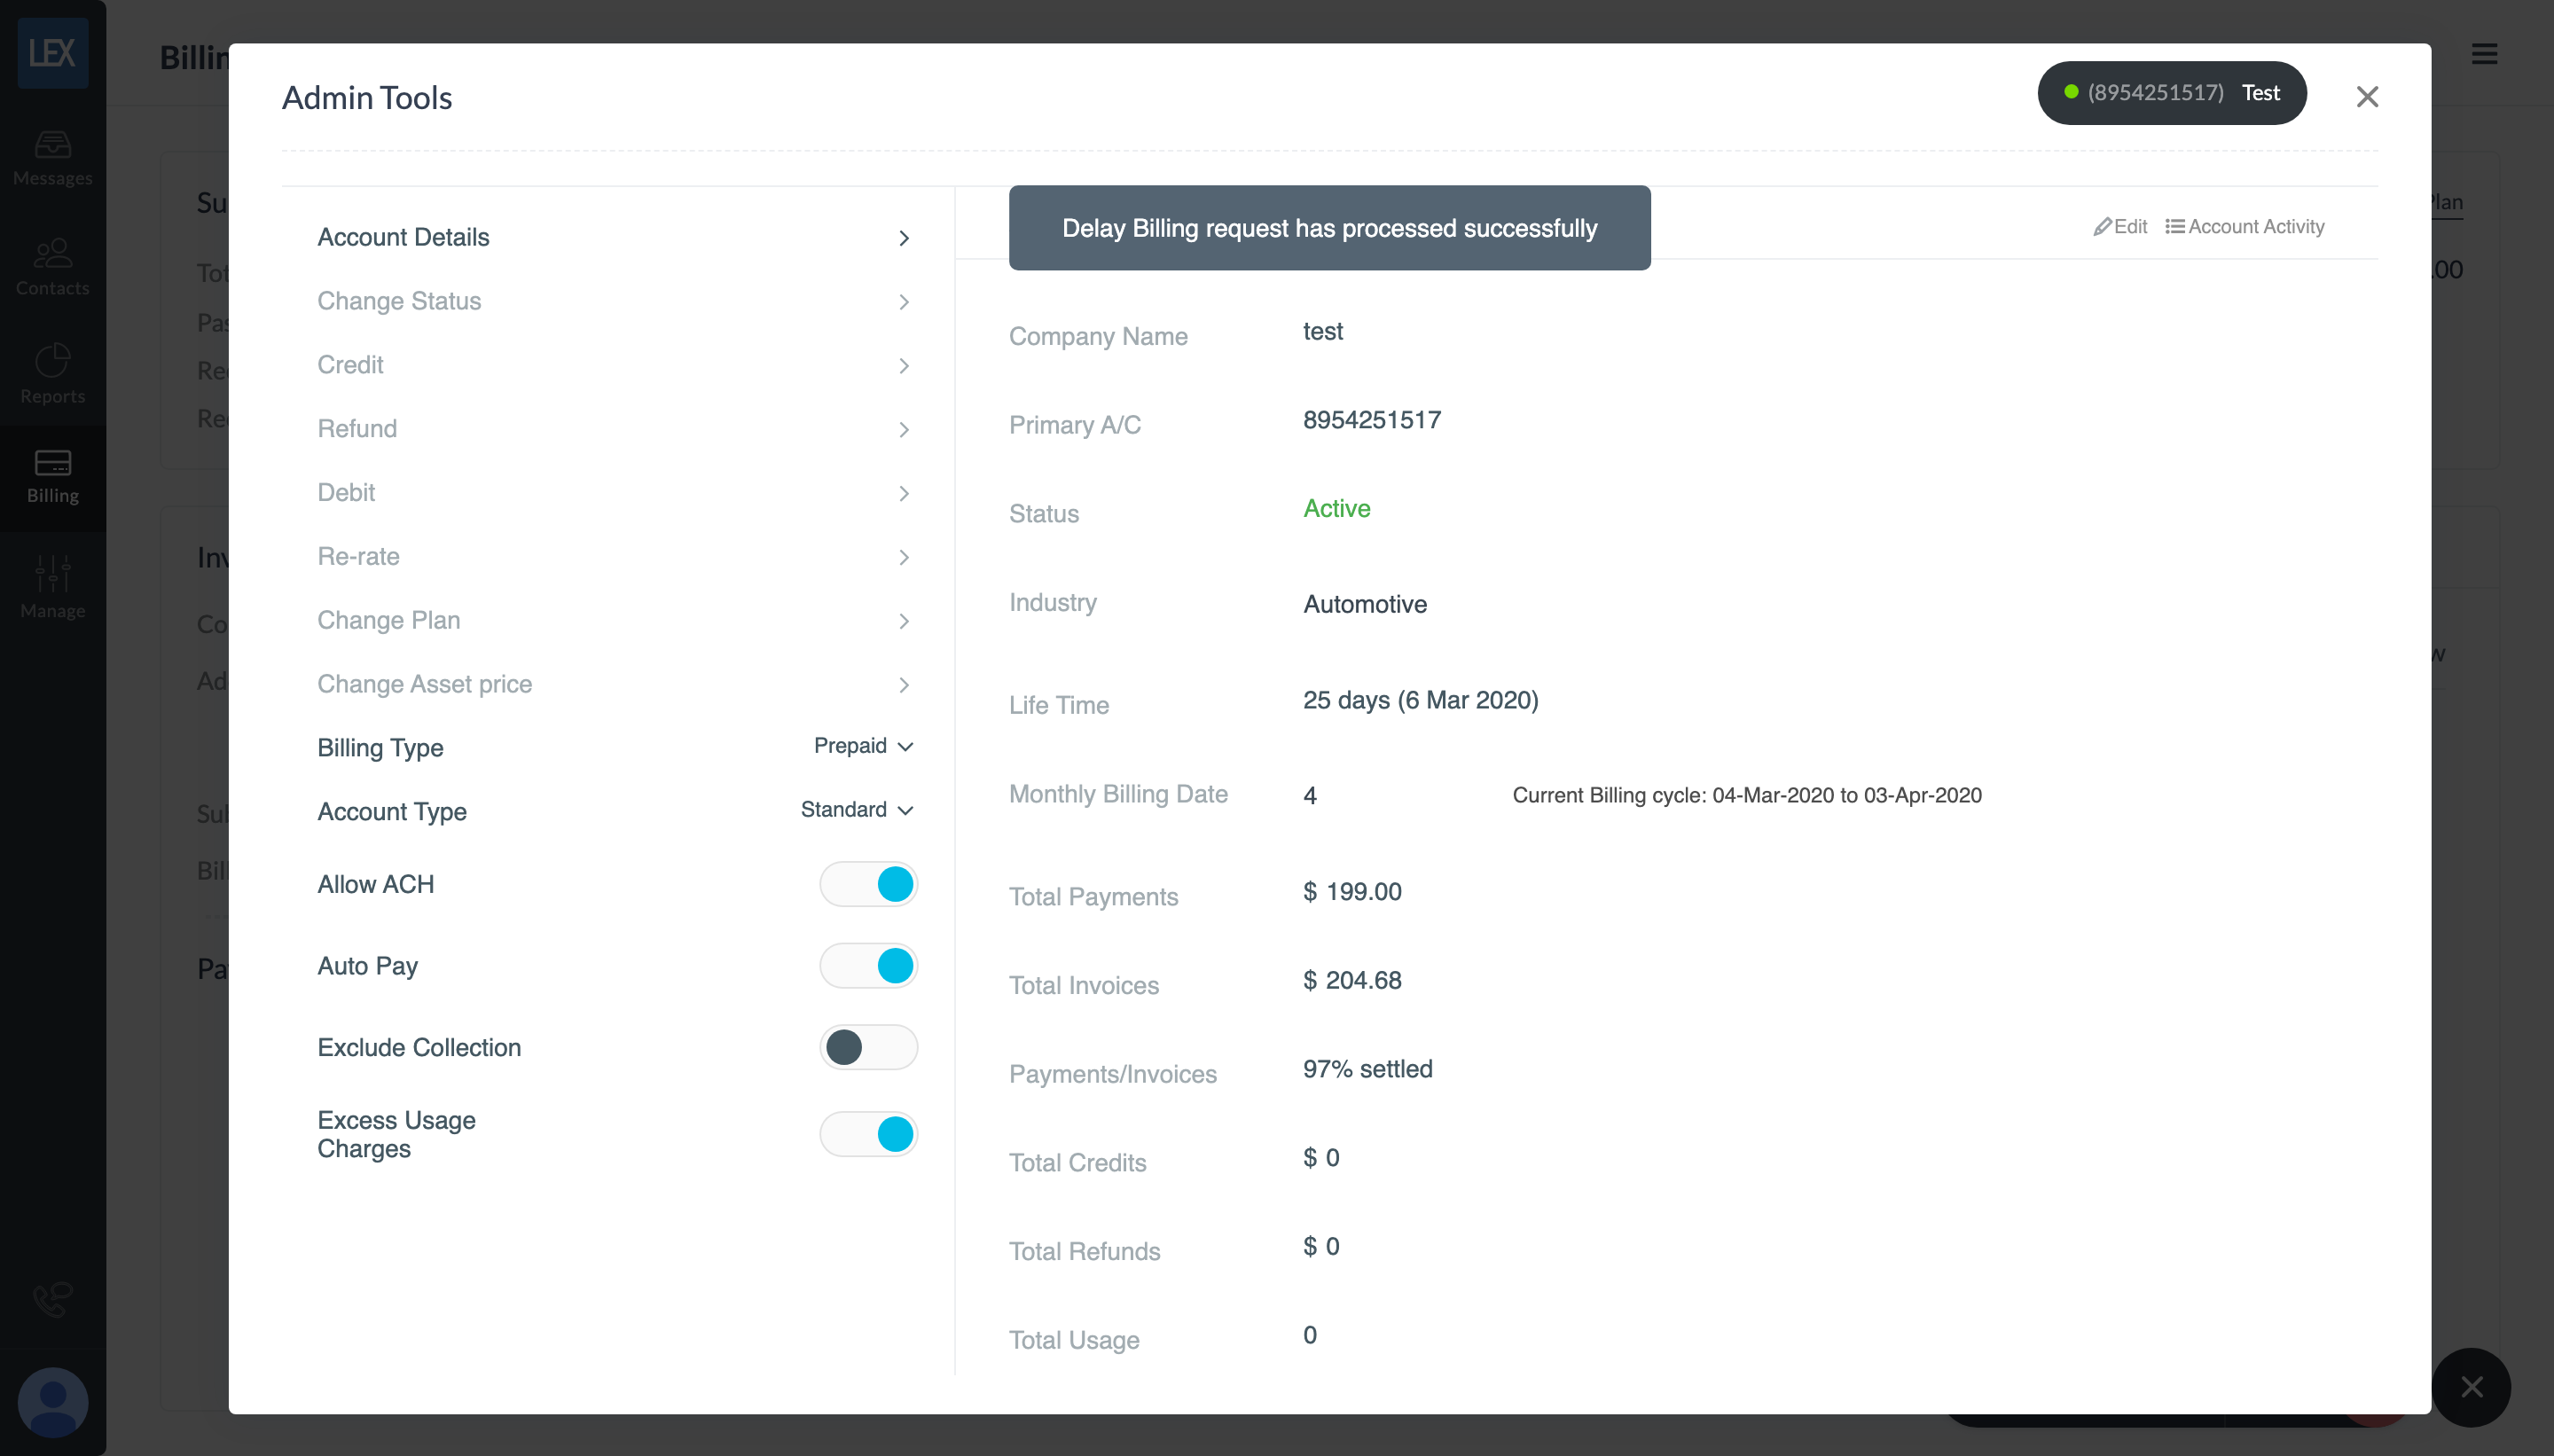 LEX
Messages
Contacts
Reports
Billing
Manage
Admin Tools
(8954251517) Test
Account Details
Change Status
Credit
Refund
Debit
Re-rate
Change Plan
Change Asset price
Billing Type Prepaid
Account Type Standard
Allow ACH
Auto Pay
Exclude Collection
Excess Usage
Charges
Delay Billing request has processed successfully
Edit Account Activity
Company Name test
Primary A/C 8954251517
Status Active
Industry Automotive
Life Time 25 days (6 Mar 2020)
Monthly Billing Date 4 Current Billing cycle: 04-Mar-2020 to 03-Apr-2020
Total Payments $ 199.00
Total Invoices $ 204.68
Payments/Invoices 97% settled
Total Credits $ 0
Total Refunds $ 0
Total Usage 0
Plan
.00